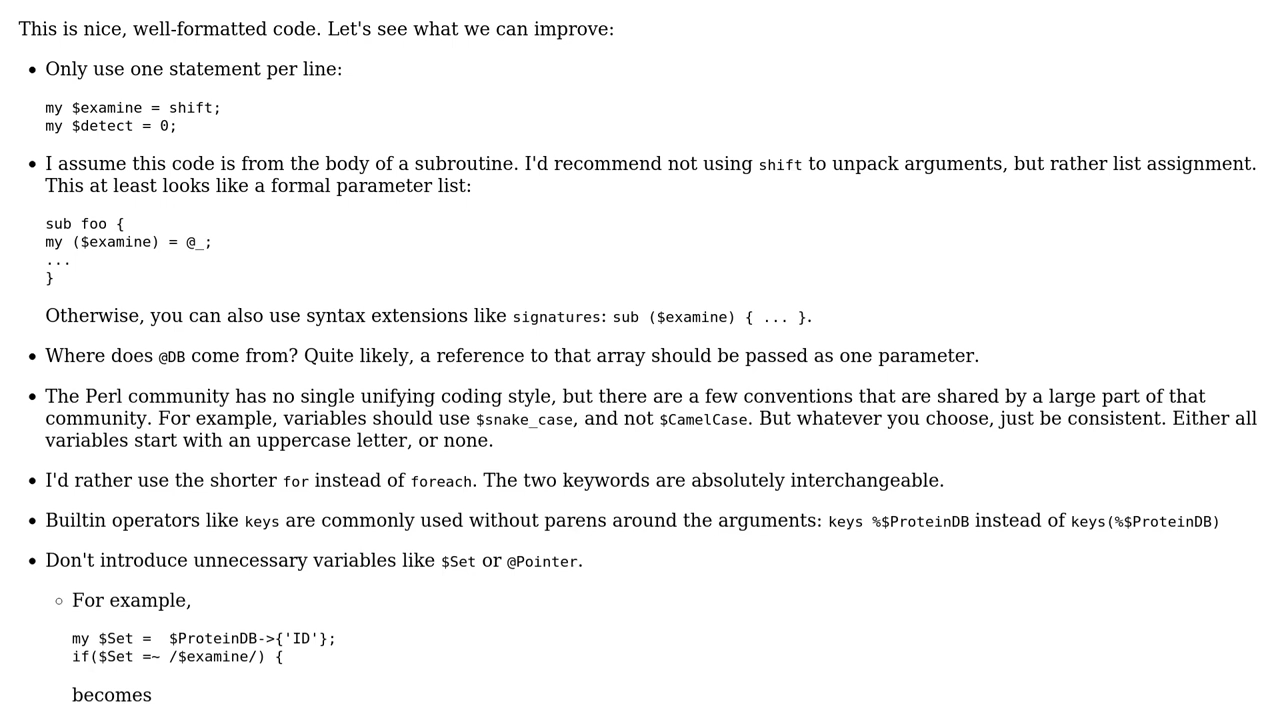 This is nice, well-formatted code. Let's see what we can improve:
• Only use one statement per line:
my $examine = shift;
my $detect = 0;
• I assume this code is from the body of a subroutine. I'd recommend not using shift to unpack arguments, but rather list assignment.
This at least looks like a formal parameter list:
sub foo {
my ($examine) = @_;
...
}
Otherwise, you can also use syntax extensions like signatures: sub ($examine) { ... }.
• Where does @DB come from? Quite likely, a reference to that array should be passed as one parameter.
• The Perl community has no single unifying coding style, but there are a few conventions that are shared by a large part of that
community. For example, variables should use $snake_case, and not $CamelCase. But whatever you choose, just be consistent. Either all
variables start with an uppercase letter, or none.
• I'd rather use the shorter for instead of foreach. The two keywords are absolutely interchangeable.
• Builtin operators like keys are commonly used without parens around the arguments: keys %$ProteinDB instead of keys(%$ProteinDB)
• Don't introduce unnecessary variables like $Set or @Pointer.
◦ For example,
my $Set =  $ProteinDB->{'ID'};
if($Set =~ /$examine/) {
becomes